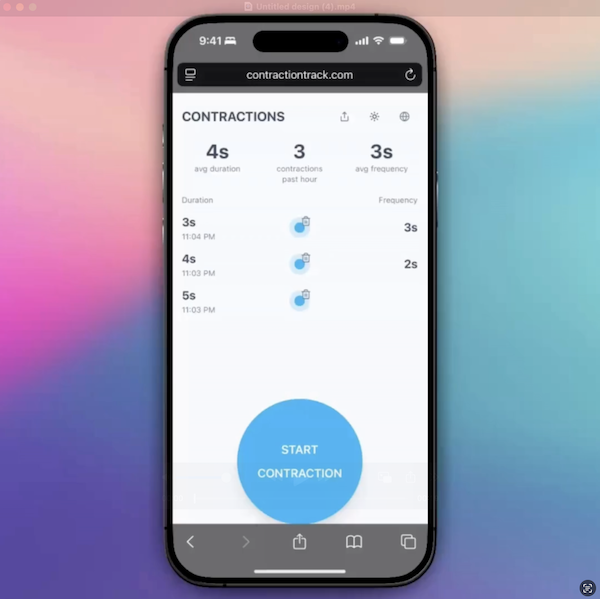 Untitled design (4).mp4
9:41
contractiontrack.com
CONTRACTIONS
4s
avg duration
3
contractions
past hour
3s
avg frequency
Duration
Frequency
3s
11:04 PM
3s
4s
11:03 PM
2s
5s
11:03 PM
START
CONTRACTION